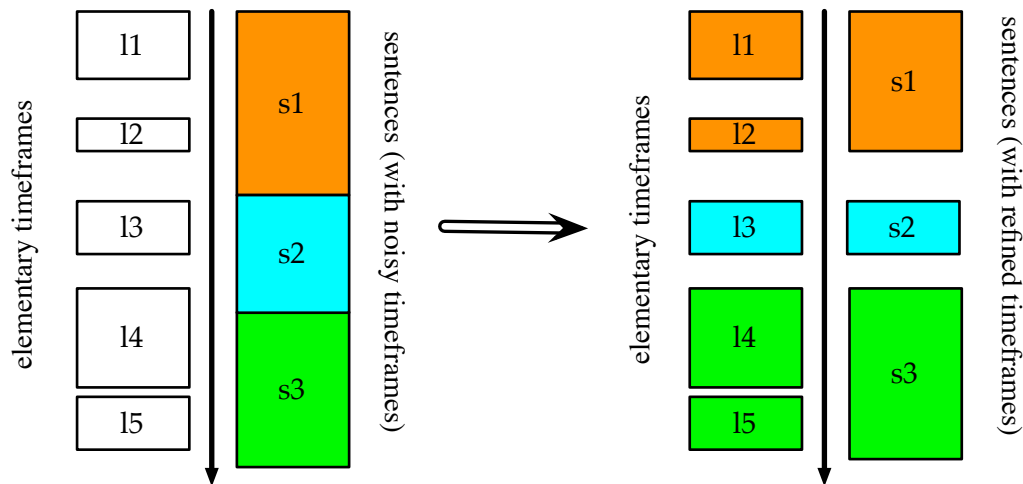 elementary timeframes
l1
l2
l3
l4
l5
s1
s2
s3
sentences (with noisy timeframes)
elementary timeframes
l1
l2
l3
l4
l5
s1
s2
s3
sentences (with refined timeframes)